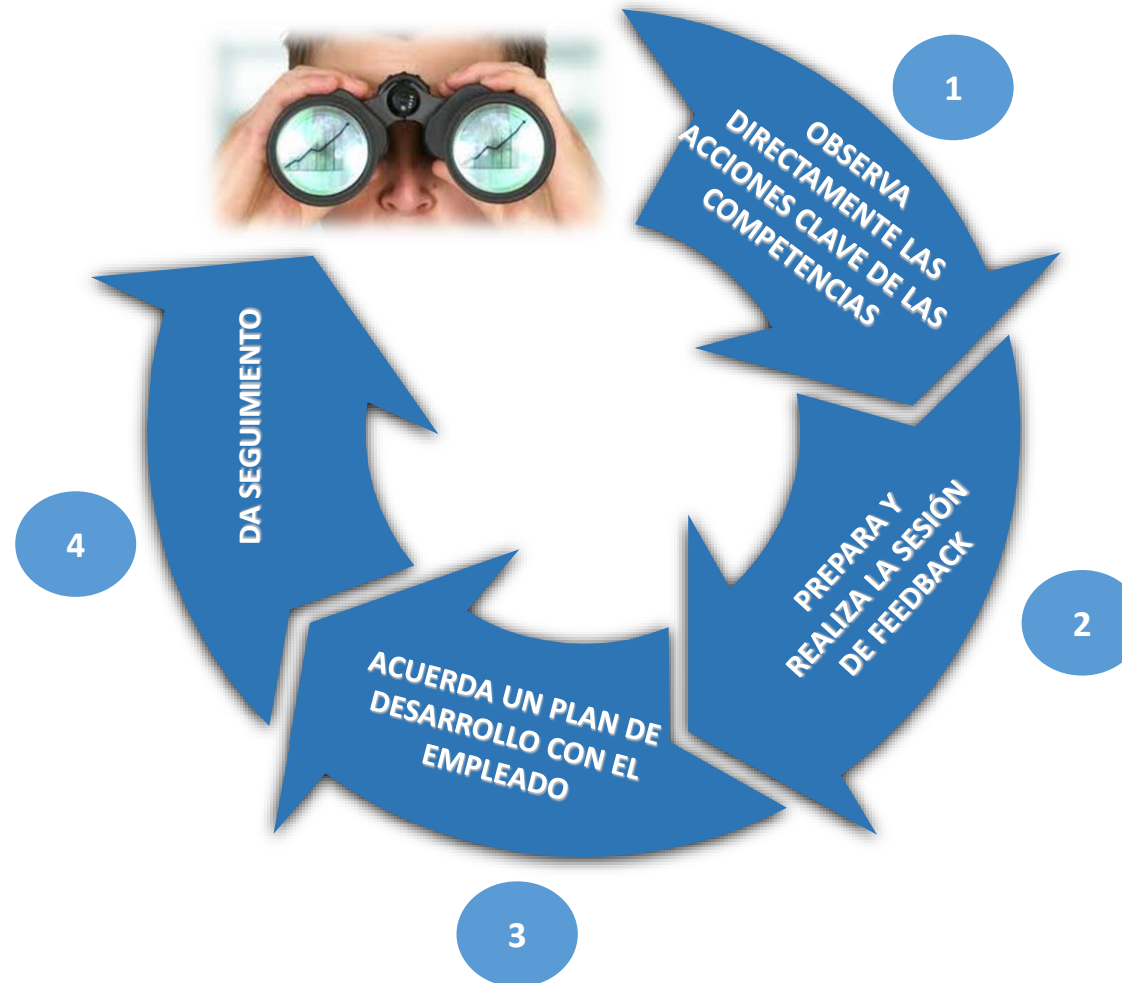 1
OBSERVA
DIRECTAMENTE LAS
ACCIONES CLAVE DE LAS
COMPETENCIAS
2
PREPARA Y
REALIZA LA SESIÓN
DE FEEDBACK
3
ACUERDA UN PLAN DE
DESARROLLO CON EL
EMPLEADO
4
DA SEGUIMIENTO